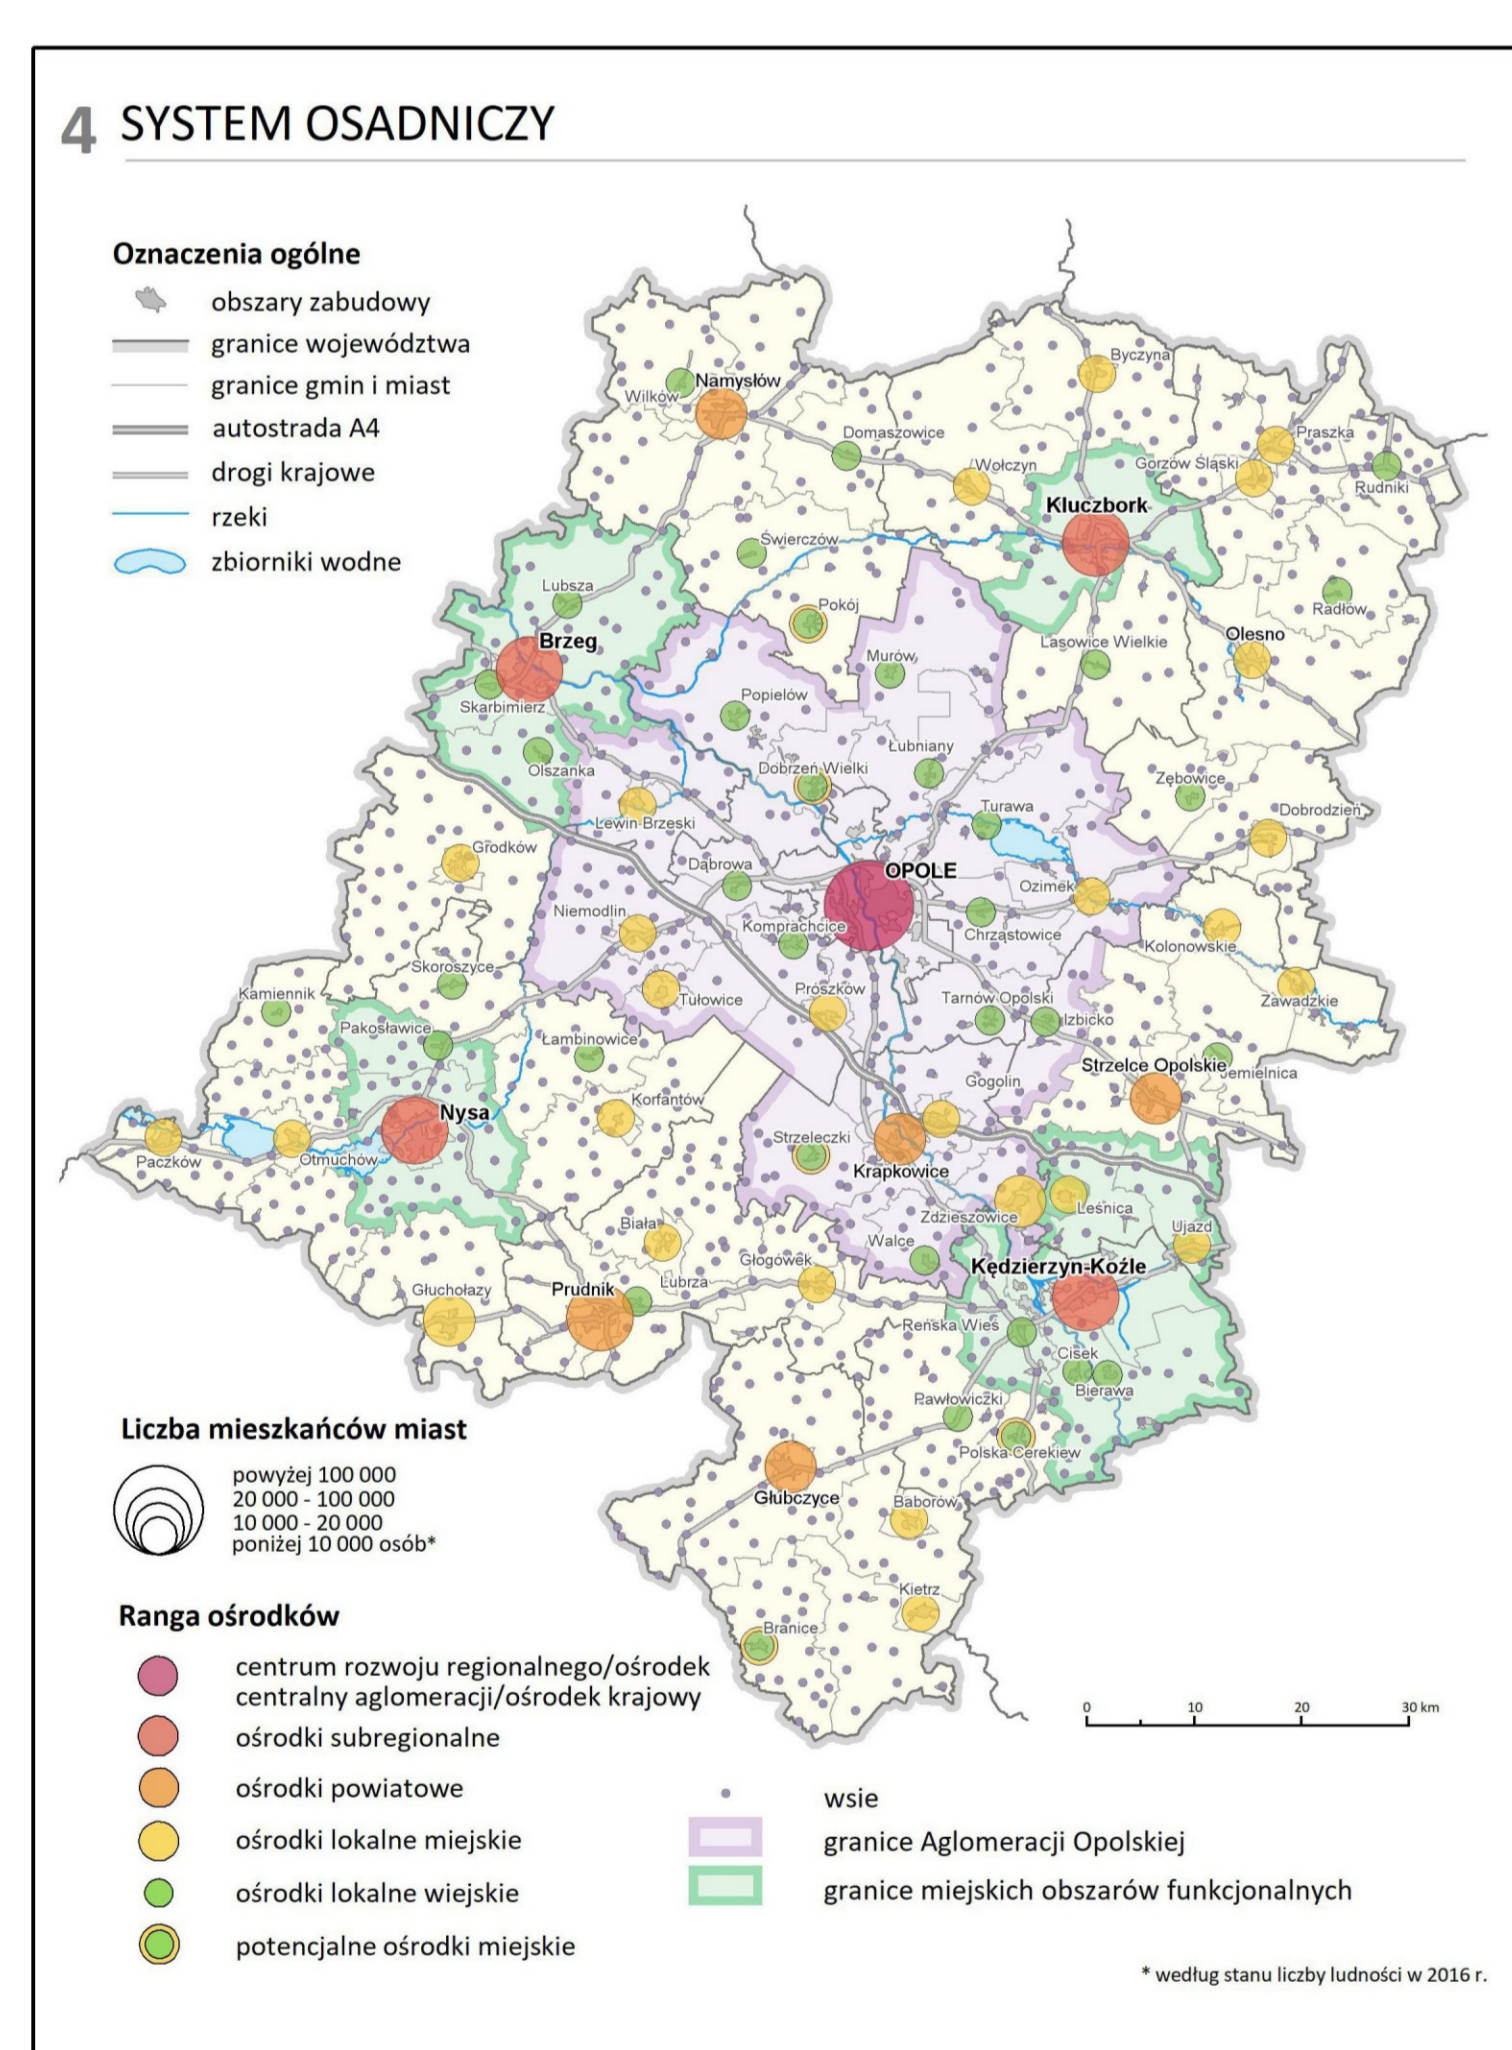 4 SYSTEM OSADNICZY
Oznaczenia ogólne
obszary zabudowy
granice województwa
granice gmin i miast
autostrada A4
drogi krajowe
rzeki
zbiorniki wodne
Byczyna
Namysłów
Wilków
Domaszowice
Praszka
Wołczyn
Gorzów Śląski
Rudniki
Kluczbork
Świerczów
Lubsza
Pokój
Radłów
Brzeg
Olesno
Lasowice Wielkie
Murów
Popielów
Skarbimierz
Łubniany
Olszanka
Dobrzeń Wielki
Zębowice
Turawa
Dobrodzień
Lewin Brzeski
Grodków
Dąbrowa
OPOLE
Ozimek
Niemodlin
Komprachcice
Chrząstowice
Kolonowskie
Skoroszyce
Kamiennik
Tułowice
Prószków
Tarnów Opolski
Zawadzkie
Izbicko
Pakosławice
Łambinowice
Strzelce Opolskie
Jemielnica
Gogolin
Korfantów
Nysa
Strzeleczki
Paczków
Otmuchów
Krapkowice
Leśnica
Zdzieszowice
Biała
Ujazd
Walce
Głogówek
Kędzierzyn-Koźle
Głuchołazy
Prudnik
Lubrza
Reńska Wieś
Cisek
Bierawa
Pawłowiczki
Polska Cerekiew
Głubczyce
Baborów
Kietrz
Branice
Liczba mieszkańców miast
powyżej 100 000
20 000 - 100 000
10 000 - 20 000
poniżej 10 000 osób*
Ranga ośrodków
centrum rozwoju regionalnego/ośrodek
centralny aglomeracji/ośrodek krajowy
ośrodki subregionalne
ośrodki powiatowe
ośrodki lokalne miejskie
ośrodki lokalne wiejskie
potencjalne ośrodki miejskie
0 10 20 30 km
wsie
granice Aglomeracji Opolskiej
granice miejskich obszarów funkcjonalnych
* według stanu liczby ludności w 2016 r.